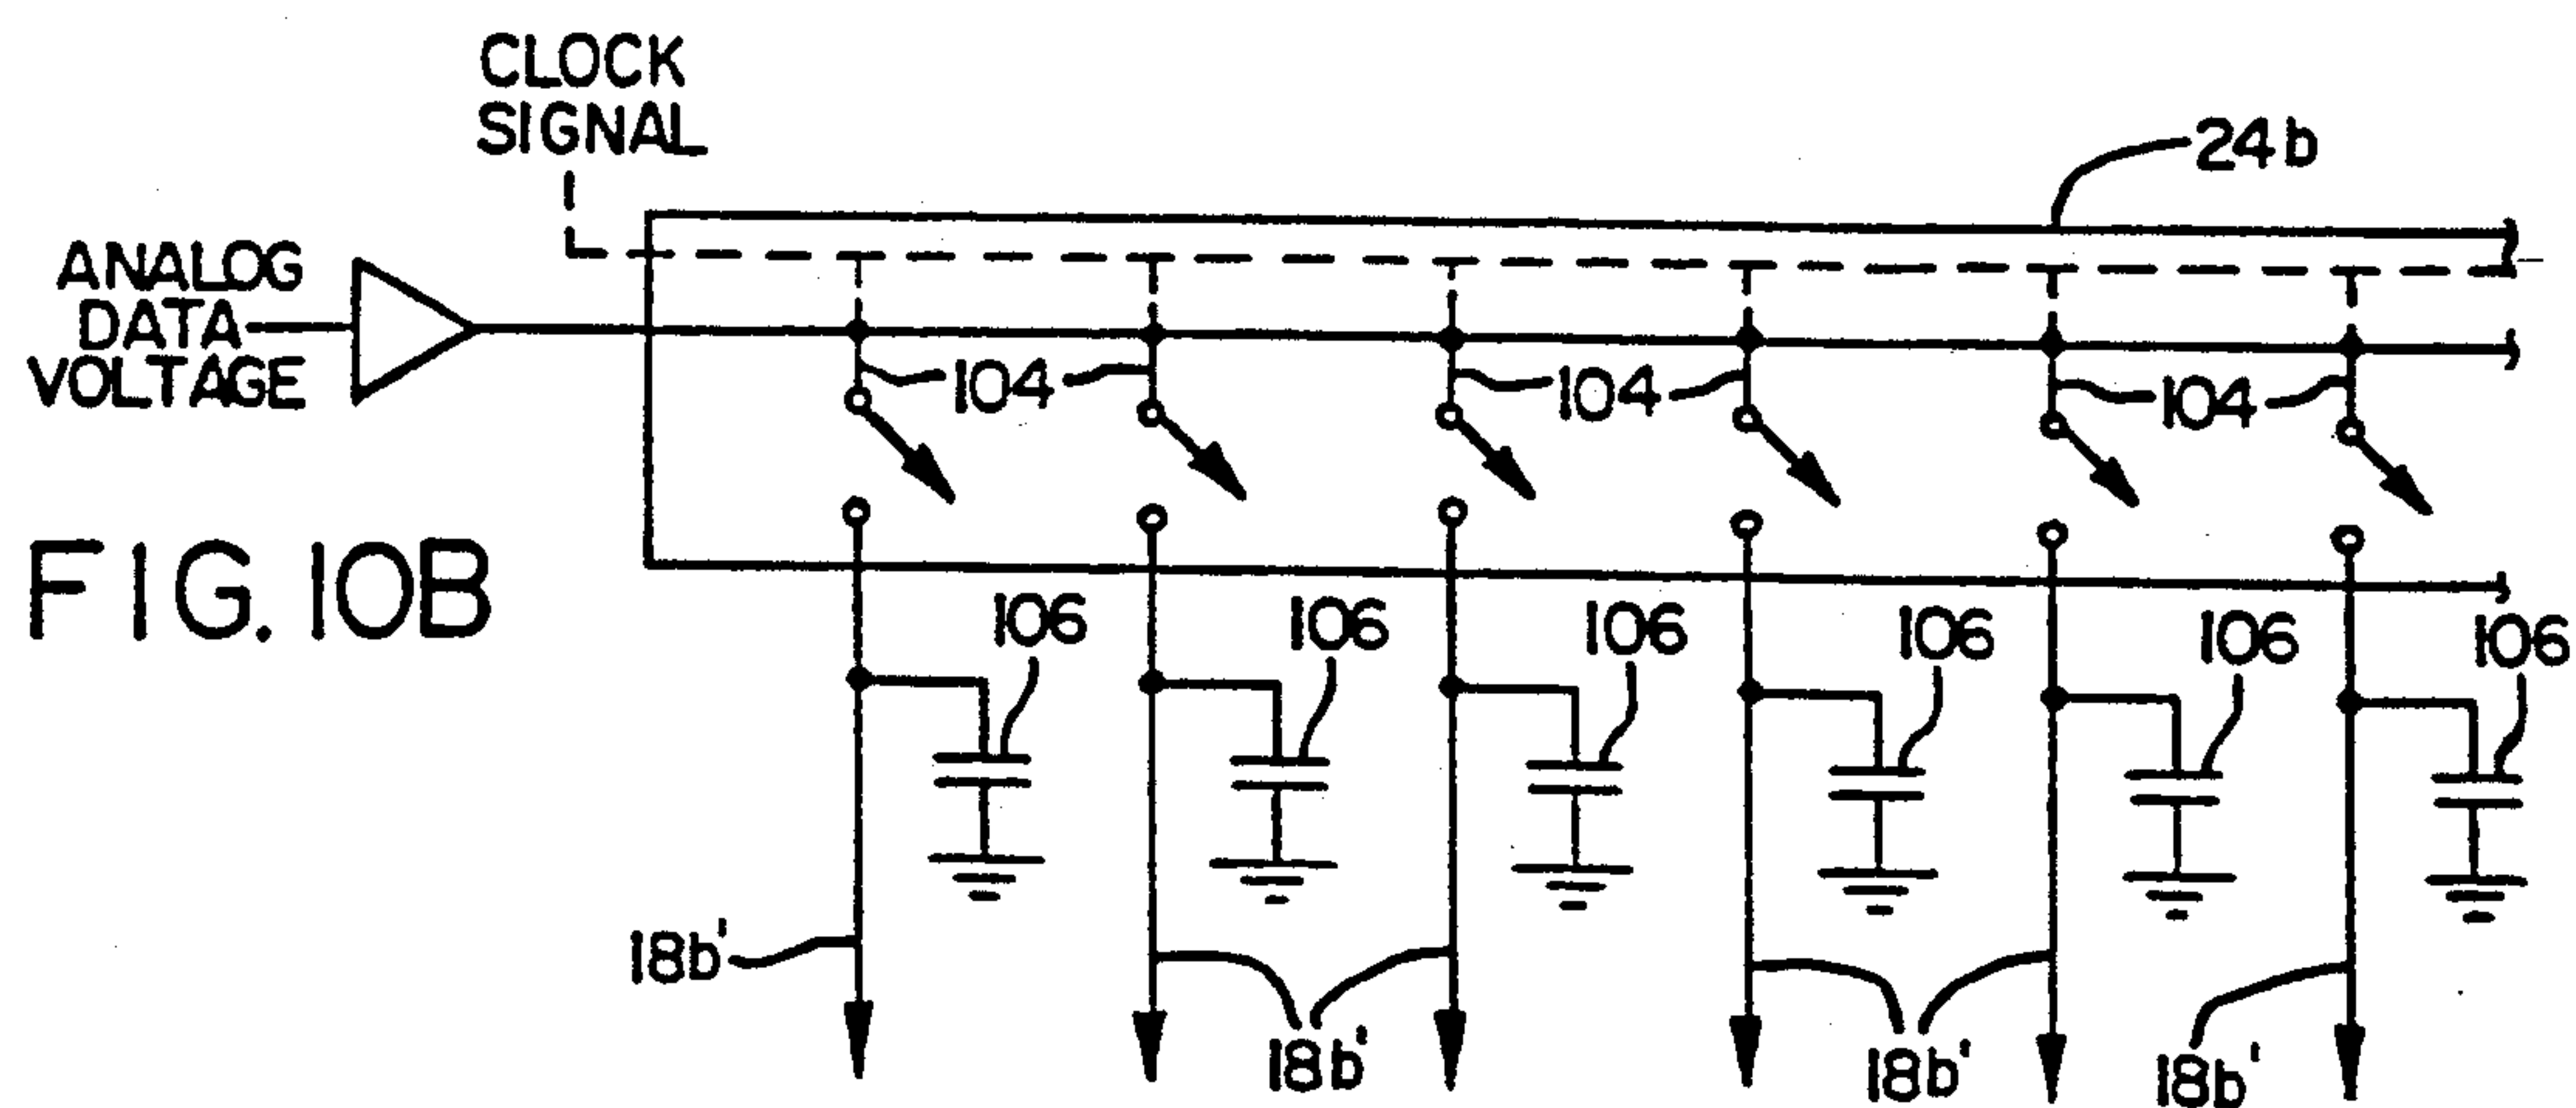 CLOCK
SIGNAL
24b
ANALOG
DATA
VOLTAGE
104
104
104
FIG. 10B
106
106
106
106
106
106
18b'
18b'
18b'
18b'